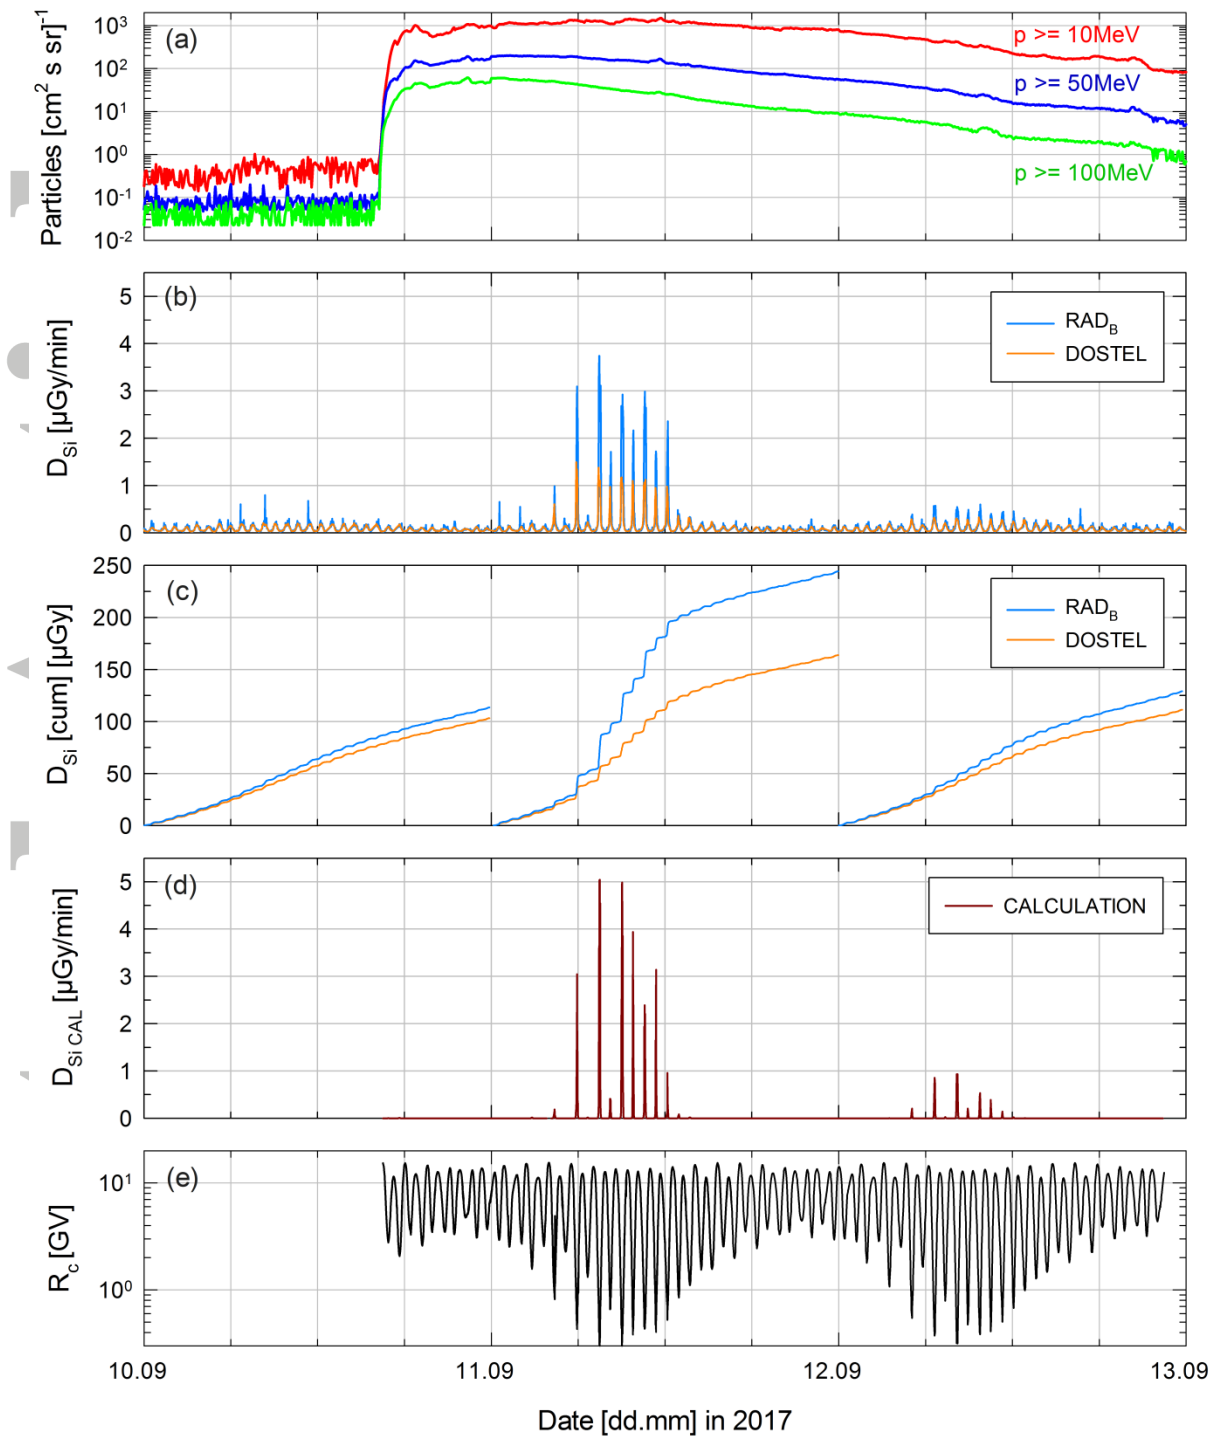 (a)
p >= 10MeV
p >= 50MeV
p >= 100MeV
Particles [cm² s sr]⁻¹
10³
10²
10¹
10⁰
10⁻¹
10⁻²
(b)
RAD_B
DOSTEL
D_Si [µGy/min]
5
4
3
2
1
0
(c)
RAD_B
DOSTEL
D_Si [cum] [µGy]
250
200
150
100
50
0
(d)
CALCULATION
D_Si CAL [µGy/min]
5
4
3
2
1
0
(e)
R_c [GV]
10¹
10⁰
10.09 11.09 12.09 13.09
Date [dd.mm] in 2017